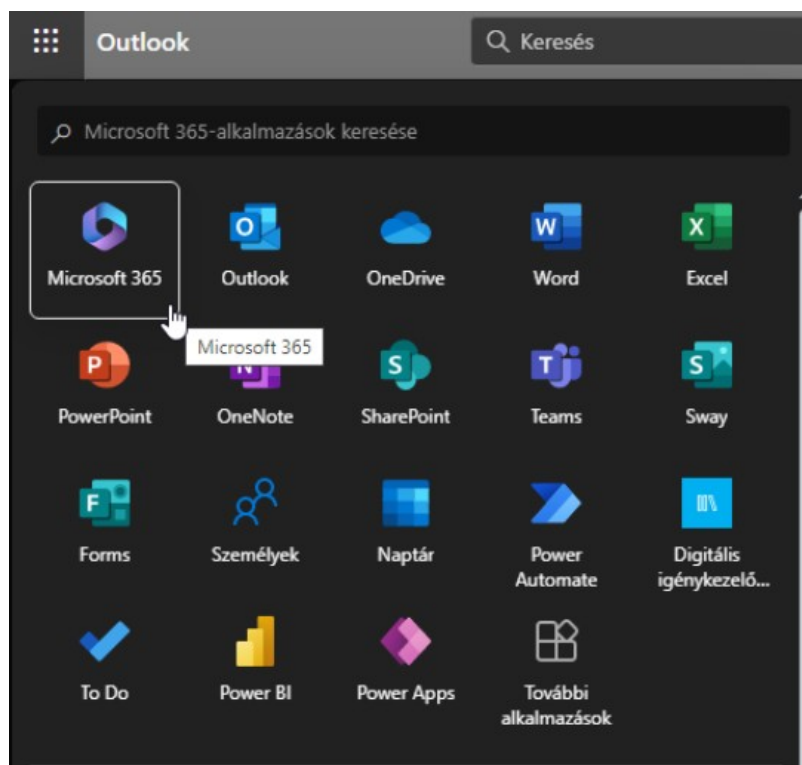 Outlook
Keresés
Microsoft 365-alkalmazások keresése
Microsoft 365
Outlook
OneDrive
Word
Excel
Microsoft 365
PowerPoint
OneNote
SharePoint
Teams
Sway
Forms
Személyek
Naptár
Power
Automate
Digitális
igénykezelő...
To Do
Power BI
Power Apps
További
alkalmazások